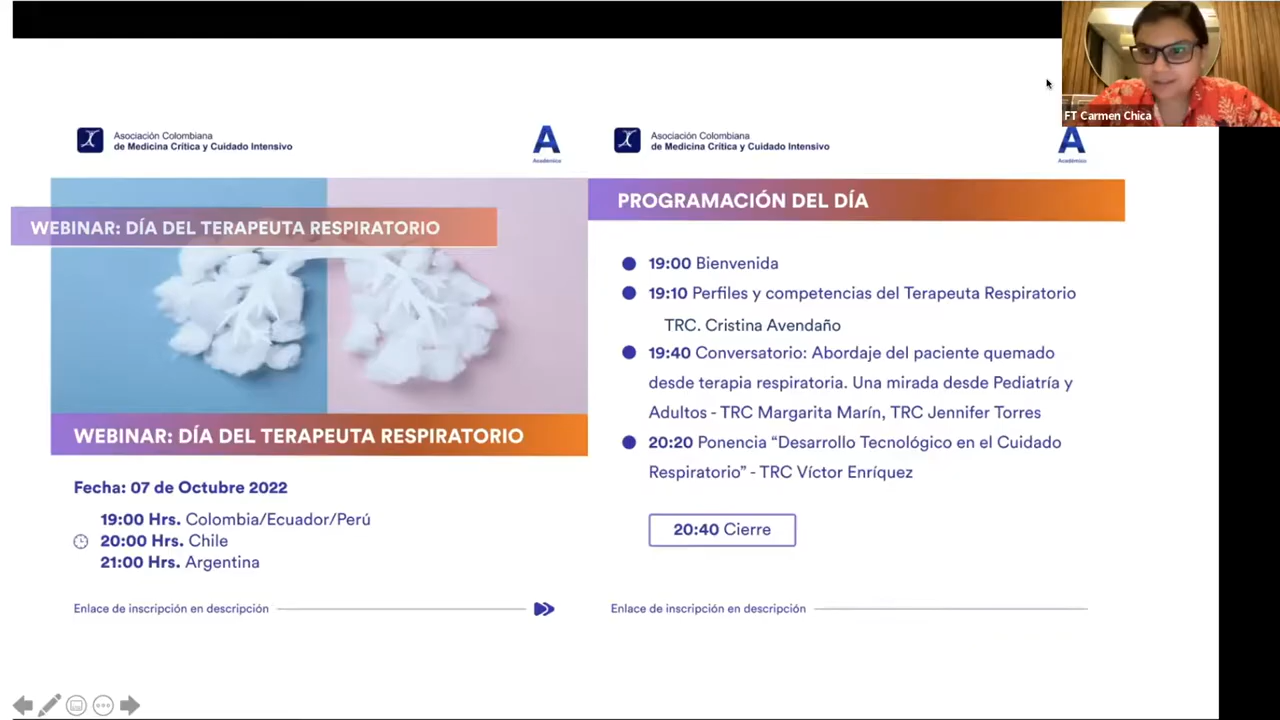 FT Carmen Chica
Asociación Colombiana
de Medicina Crítica y Cuidado Intensivo
A
Académico
WEBINAR: DÍA DEL TERAPEUTA RESPIRATORIO
WEBINAR: DÍA DEL TERAPEUTA RESPIRATORIO
Fecha: 07 de Octubre 2022
19:00 Hrs. Colombia/Ecuador/Perú
20:00 Hrs. Chile
21:00 Hrs. Argentina
Enlace de inscripción en descripción
Asociación Colombiana
de Medicina Crítica y Cuidado Intensivo
A
Académico
PROGRAMACIÓN DEL DÍA
19:00 Bienvenida
19:10 Perfiles y competencias del Terapeuta Respiratorio
TRC. Cristina Avendaño
19:40 Conversatorio: Abordaje del paciente quemado
desde terapia respiratoria. Una mirada desde Pediatría y
Adultos - TRC Margarita Marín, TRC Jennifer Torres
20:20 Ponencia “Desarrollo Tecnológico en el Cuidado
Respiratorio” - TRC Víctor Enríquez
20:40 Cierre
Enlace de inscripción en descripción